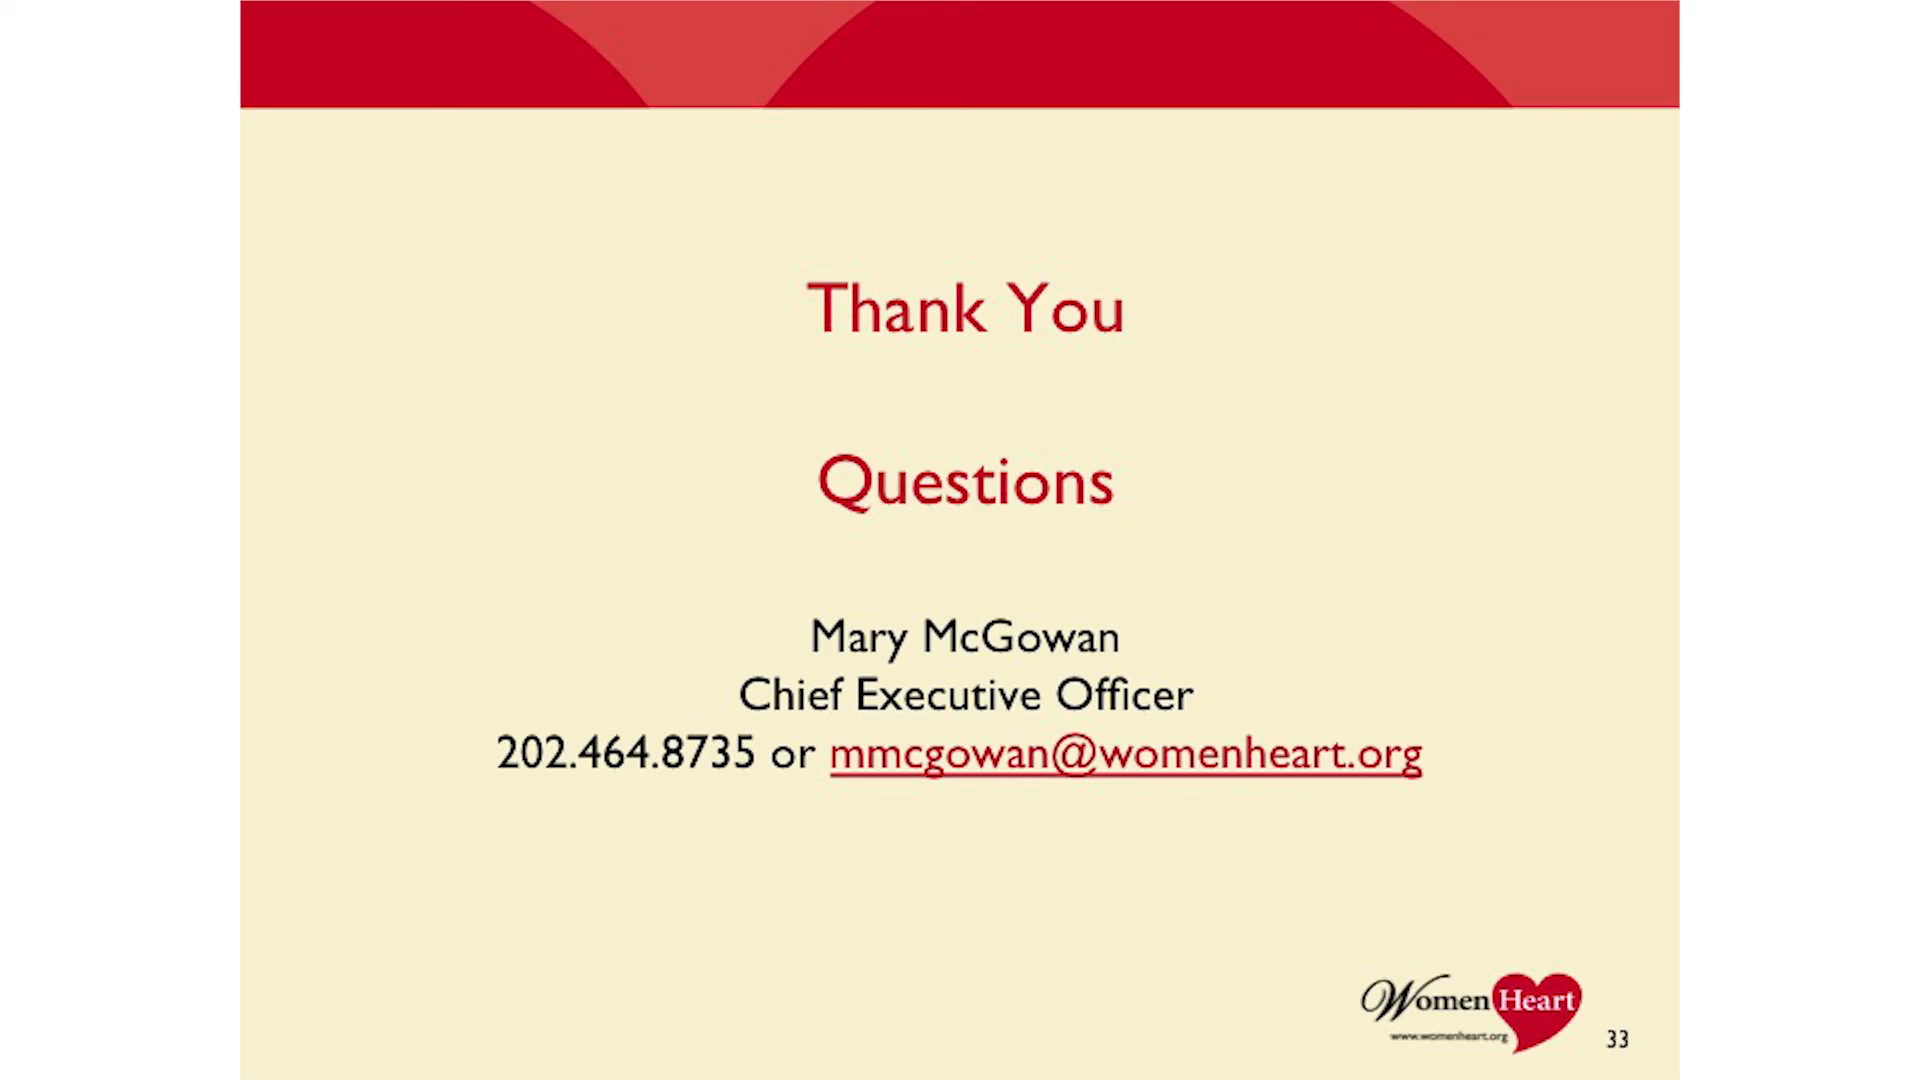 Thank You
Questions
Mary McGowan
Chief Executive Officer
202.464.8735 or mmcgowan@womenheart.org
Women Heart
www.womenheart.org
33